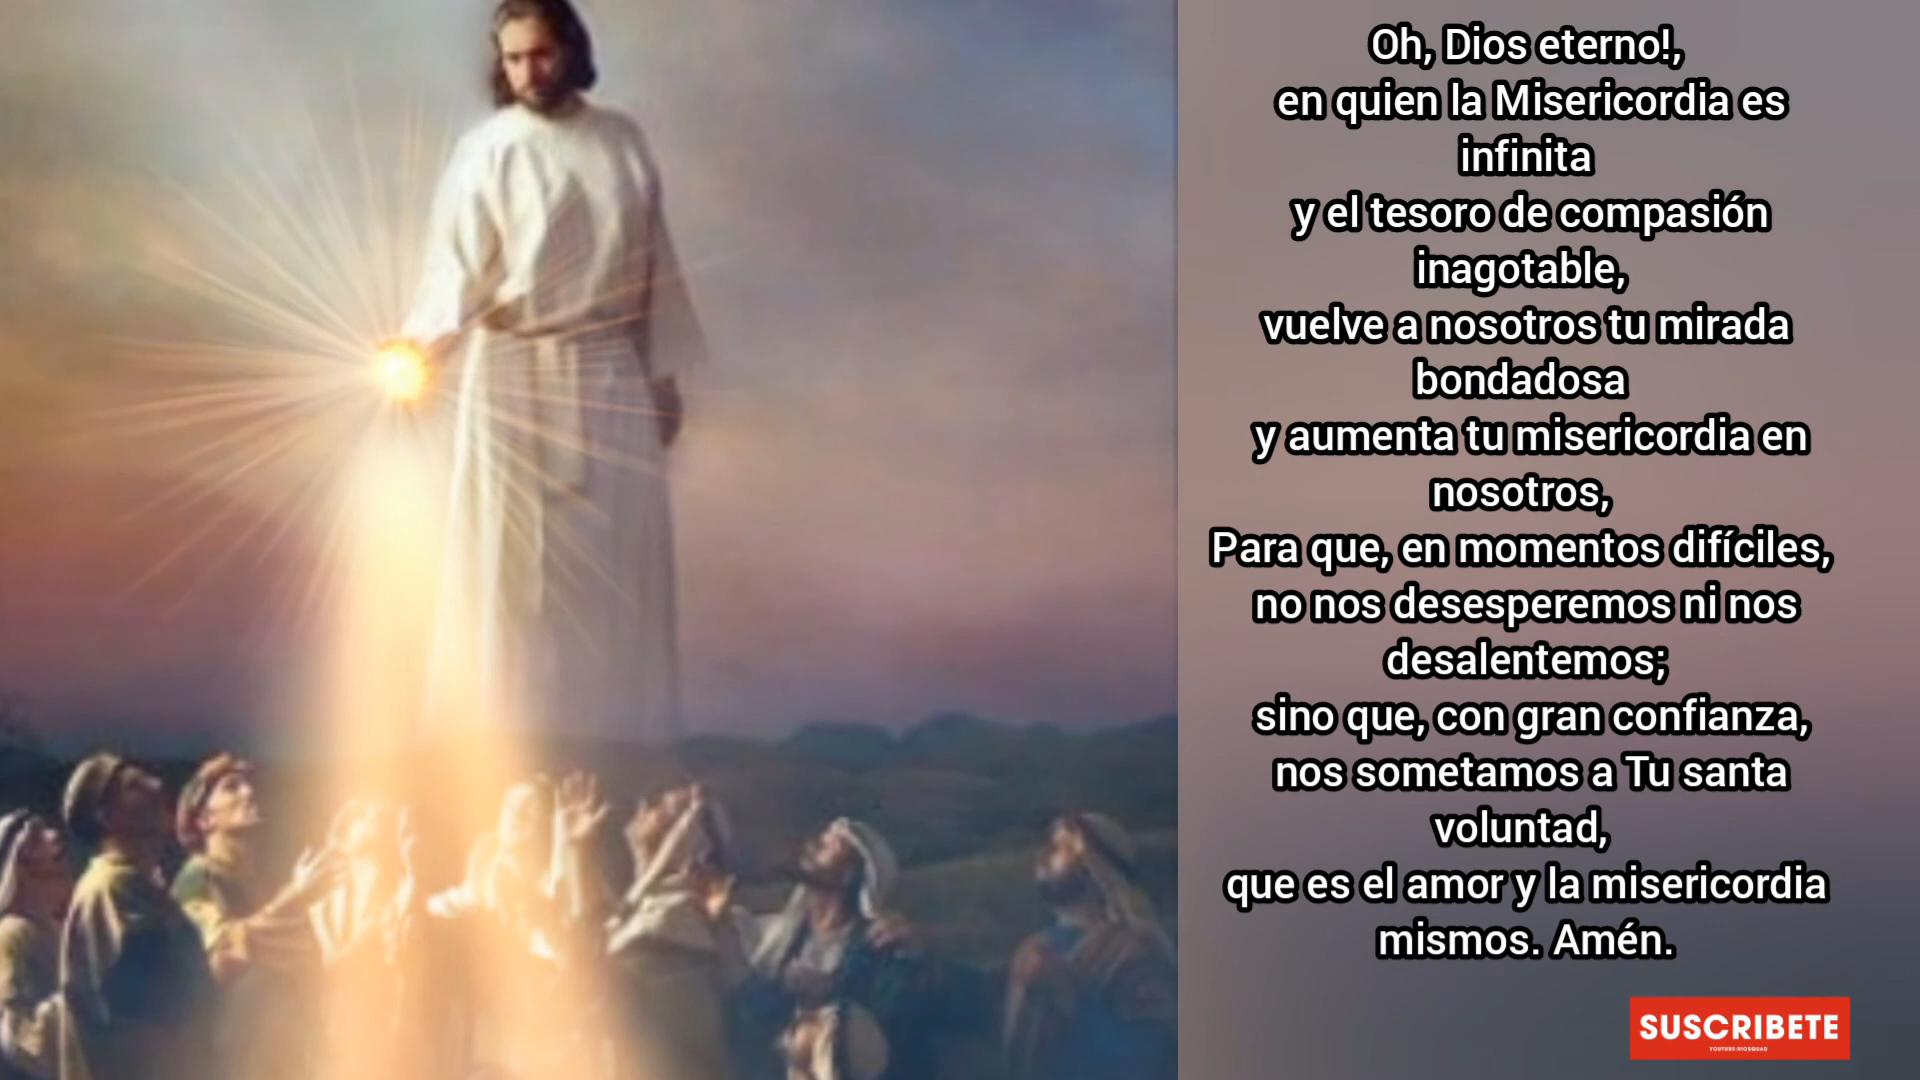 Oh, Dios eterno!,
en quien la Misericordia es
infinita
y el tesoro de compasión
inagotable,
vuelve a nosotros tu mirada
bondadosa
y aumenta tu misericordia en
nosotros,
Para que, en momentos difíciles,
no nos desesperemos ni nos
desalentemos;
sino que, con gran confianza,
nos sometamos a Tu santa
voluntad,
que es el amor y la misericordia
mismos. Amén.
SUSCRIBETE